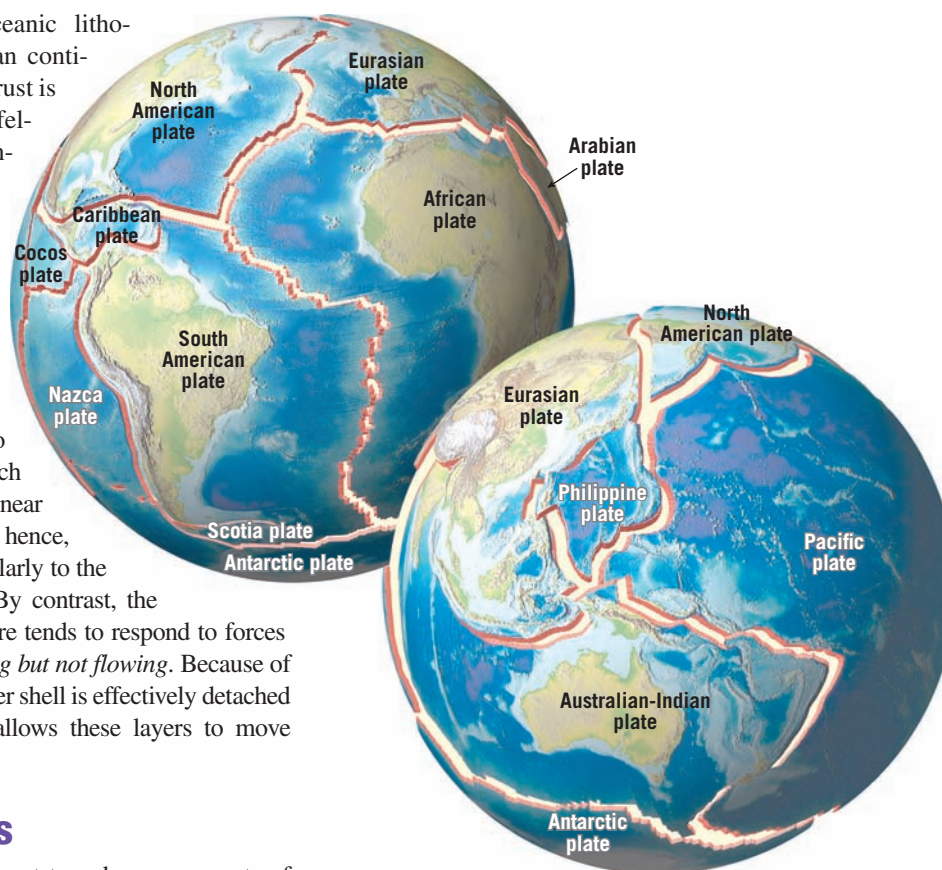 ceanic litho-
an conti-
rust is
fel-
n-
o
ch
near
hence,
larly to the
By contrast, the
re tends to respond to forces
g but not flowing. Because of
er shell is effectively detached
allows these layers to move
s
of
North
American
plate
Eurasian
plate
Arabian
plate
African
plate
Caribbean
plate
Cocos
plate
South
American
plate
Nazca
plate
Scotia plate
Antarctic plate
North
American plate
Eurasian
plate
Philippine
plate
Pacific
plate
Australian-Indian
plate
Antarctic
plate